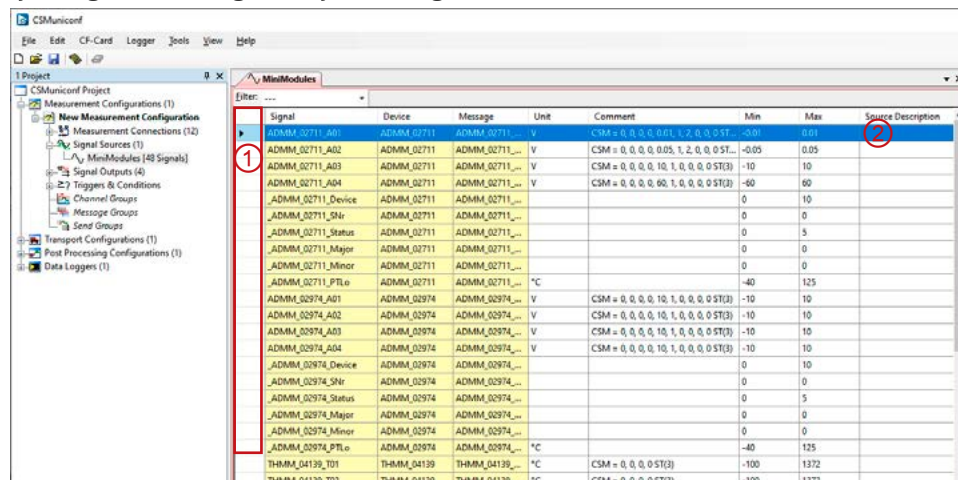 CSMuniconf
File Edit CF-Card Logger Tools View Help
1 Project
CSMuniconf Project
Measurement Configurations (1)
New Measurement Configuration
Measurement Connections (12)
Signal Sources (1)
MiniModules [48 Signals]
Signal Outputs (4)
Triggers & Conditions
Channel Groups
Message Groups
Send Groups
Transport Configurations (1)
Post Processing Configurations (1)
Data Loggers (1)
MiniModules
Filter: ---
Signal Device Message Unit Comment Min Max Source Description
1
2
ADMM_02711_A01 ADMM_02711 ADMM_02711_... V CSM = 0, 0, 0, 0, 0.01, 1, 2, 0, 0, 0 ST... -0.01 0.01
ADMM_02711_A02 ADMM_02711 ADMM_02711_... V CSM = 0, 0, 0, 0, 0.05, 1, 2, 0, 0, 0 ST... -0.05 0.05
ADMM_02711_A03 ADMM_02711 ADMM_02711_... V CSM = 0, 0, 0, 0, 10, 1, 0, 0, 0, 0 ST(3) -10 10
ADMM_02711_A04 ADMM_02711 ADMM_02711_... V CSM = 0, 0, 0, 0, 60, 1, 0, 0, 0, 0 ST(3) -60 60
_ADMM_02711_Device ADMM_02711 ADMM_02711_... 0 10
_ADMM_02711_SNr ADMM_02711 ADMM_02711_... 0 0
_ADMM_02711_Status ADMM_02711 ADMM_02711_... 0 5
_ADMM_02711_Major ADMM_02711 ADMM_02711_... 0 0
_ADMM_02711_Minor ADMM_02711 ADMM_02711_... 0 0
_ADMM_02711_PTLo ADMM_02711 ADMM_02711_... °C -40 125
ADMM_02974_A01 ADMM_02974 ADMM_02974_... V CSM = 0, 0, 0, 0, 10, 1, 0, 0, 0, 0 ST(3) -10 10
ADMM_02974_A02 ADMM_02974 ADMM_02974_... V CSM = 0, 0, 0, 0, 10, 1, 0, 0, 0, 0 ST(3) -10 10
ADMM_02974_A03 ADMM_02974 ADMM_02974_... V CSM = 0, 0, 0, 0, 10, 1, 0, 0, 0, 0 ST(3) -10 10
ADMM_02974_A04 ADMM_02974 ADMM_02974_... V CSM = 0, 0, 0, 0, 10, 1, 0, 0, 0, 0 ST(3) -10 10
_ADMM_02974_Device ADMM_02974 ADMM_02974_... 0 10
_ADMM_02974_SNr ADMM_02974 ADMM_02974_... 0 0
_ADMM_02974_Status ADMM_02974 ADMM_02974_... 0 5
_ADMM_02974_Major ADMM_02974 ADMM_02974_... 0 0
_ADMM_02974_Minor ADMM_02974 ADMM_02974_... 0 0
_ADMM_02974_PTLo ADMM_02974 ADMM_02974_... °C -40 125
THMM_04139_T01 THMM_04139 THMM_04139_... °C CSM = 0, 0, 0, 0 ST(3) -100 1372